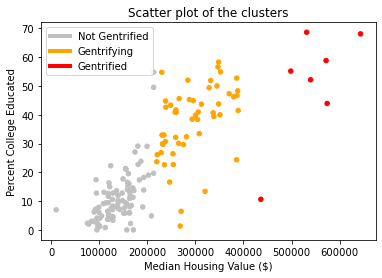 Scatter plot of the clusters
Not Gentrified
Gentrifying
Gentrified
Percent College Educated
70
60
50
40
30
20
10
0
0 100000 200000 300000 400000 500000 600000
Median Housing Value ($)